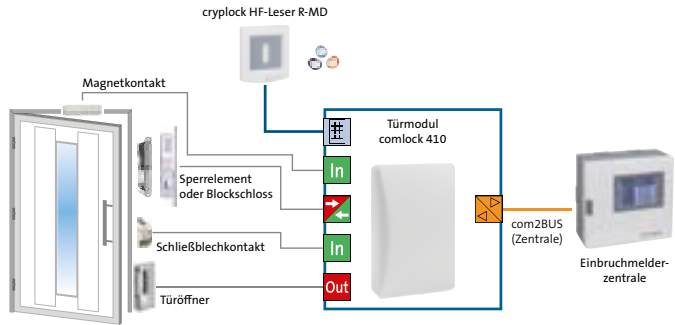 cryplock HF-Leser R-MD
Magnetkontakt
Türmodul
comlock 410
In
Sperrelement
oder Blockschloss
In
Schließblechkontakt
com2BUS
(Zentrale)
Einbruchmelder-
zentrale
Out
Türöffner